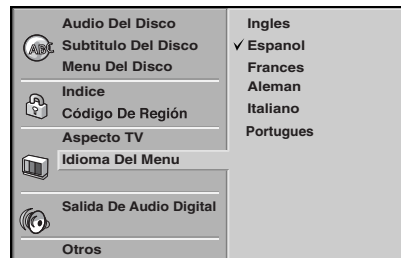 Audio Del Disco
ABC Subtitulo Del Disco
Menu Del Disco
Indice
Código De Región
Aspecto TV
Idioma Del Menu
Salida De Audio Digital
Otros
Ingles
✓ Espanol
Frances
Aleman
Italiano
Portugues